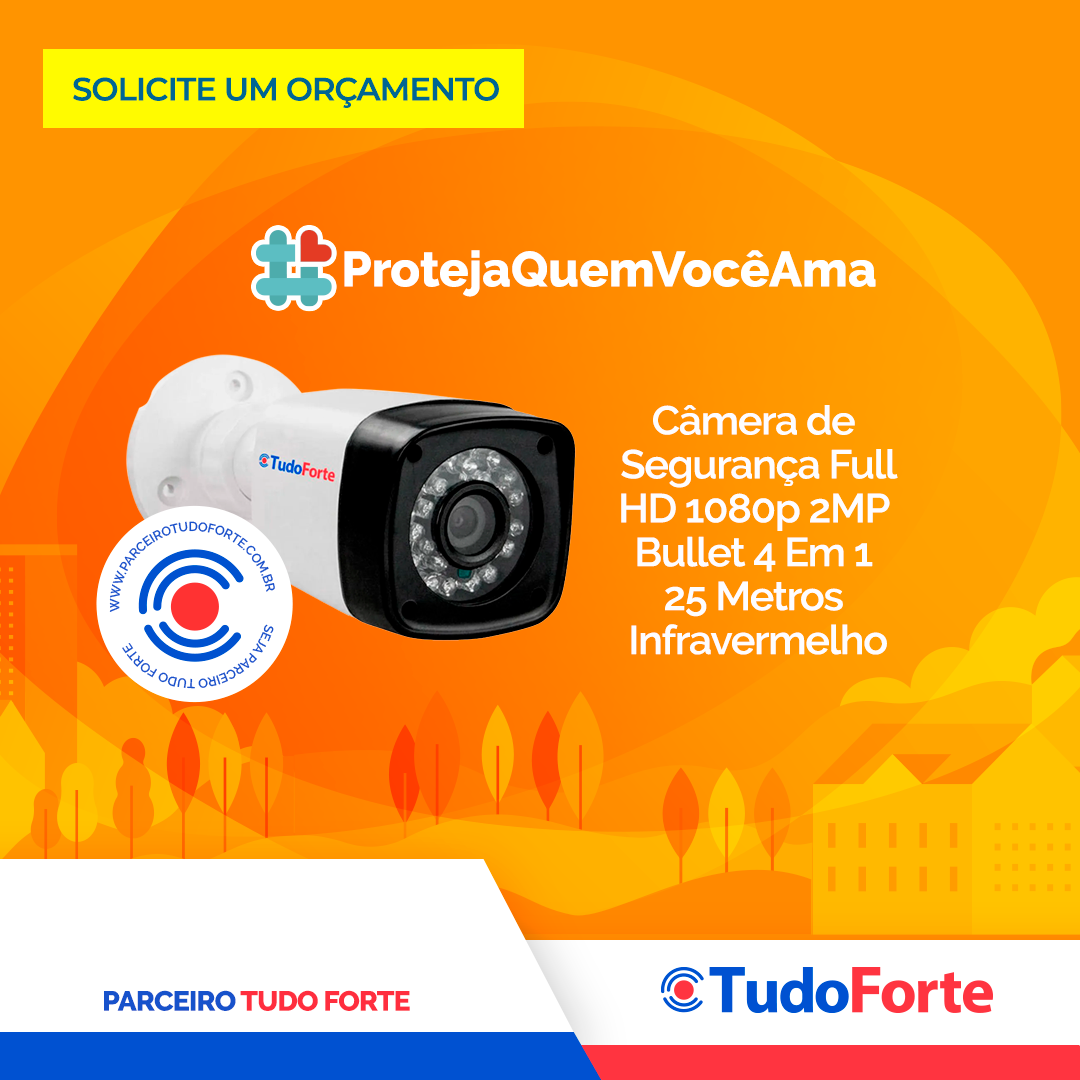 SOLICITE UM ORÇAMENTO
#ProtejaQuemVocêAma
TudoForte
Câmera de
Segurança Full
HD 1080p 2MP
Bullet 4 Em 1
25 Metros
Infravermelho
WWW.PARCEIROTUDOFORTE.COM.BR
SEJA PARCEIRO TUDO FORTE
PARCEIRO TUDO FORTE
TudoForte